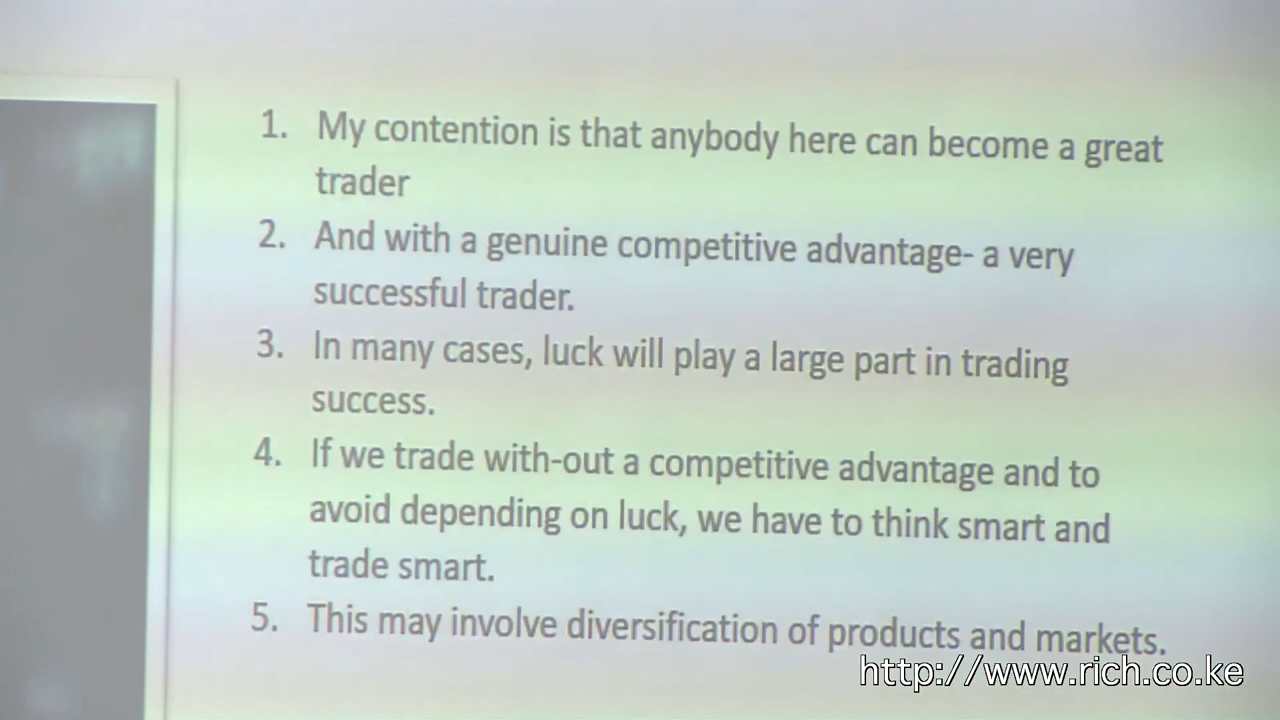 1. My contention is that anybody here can become a great
trader
2. And with a genuine competitive advantage- a very
successful trader.
3. In many cases, luck will play a large part in trading
success.
4. If we trade with-out a competitive advantage and to
avoid depending on luck, we have to think smart and
trade smart.
5. This may involve diversification of products and markets.
http://www.rich.co.ke